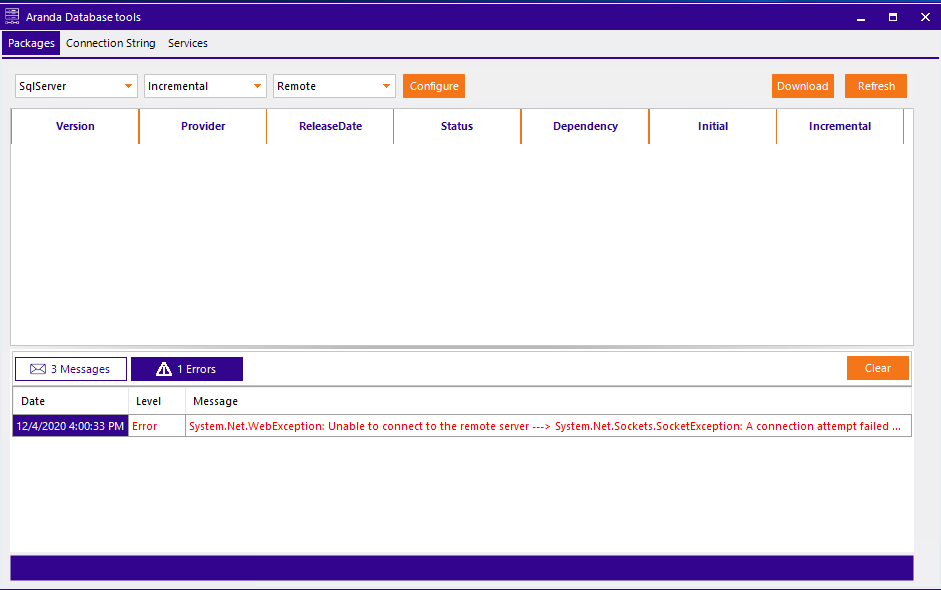 Aranda Database tools
Packages Connection String Services
SqlServer Incremental Remote Configure Download Refresh
Version Provider ReleaseDate Status Dependency Initial Incremental
3 Messages 1 Errors Clear
Date Level Message
12/4/2020 4:00:33 PM Error System.Net.WebException: Unable to connect to the remote server ---> System.Net.Sockets.SocketException: A connection attempt failed ...